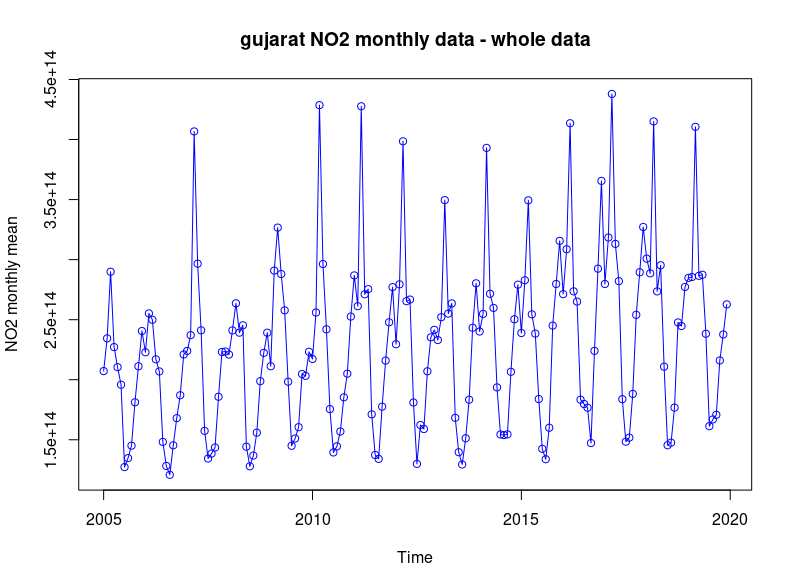 gujarat NO2 monthly data - whole data
NO2 monthly mean
4.5e+14
3.5e+14
2.5e+14
1.5e+14
2005
2010
2015
2020
Time